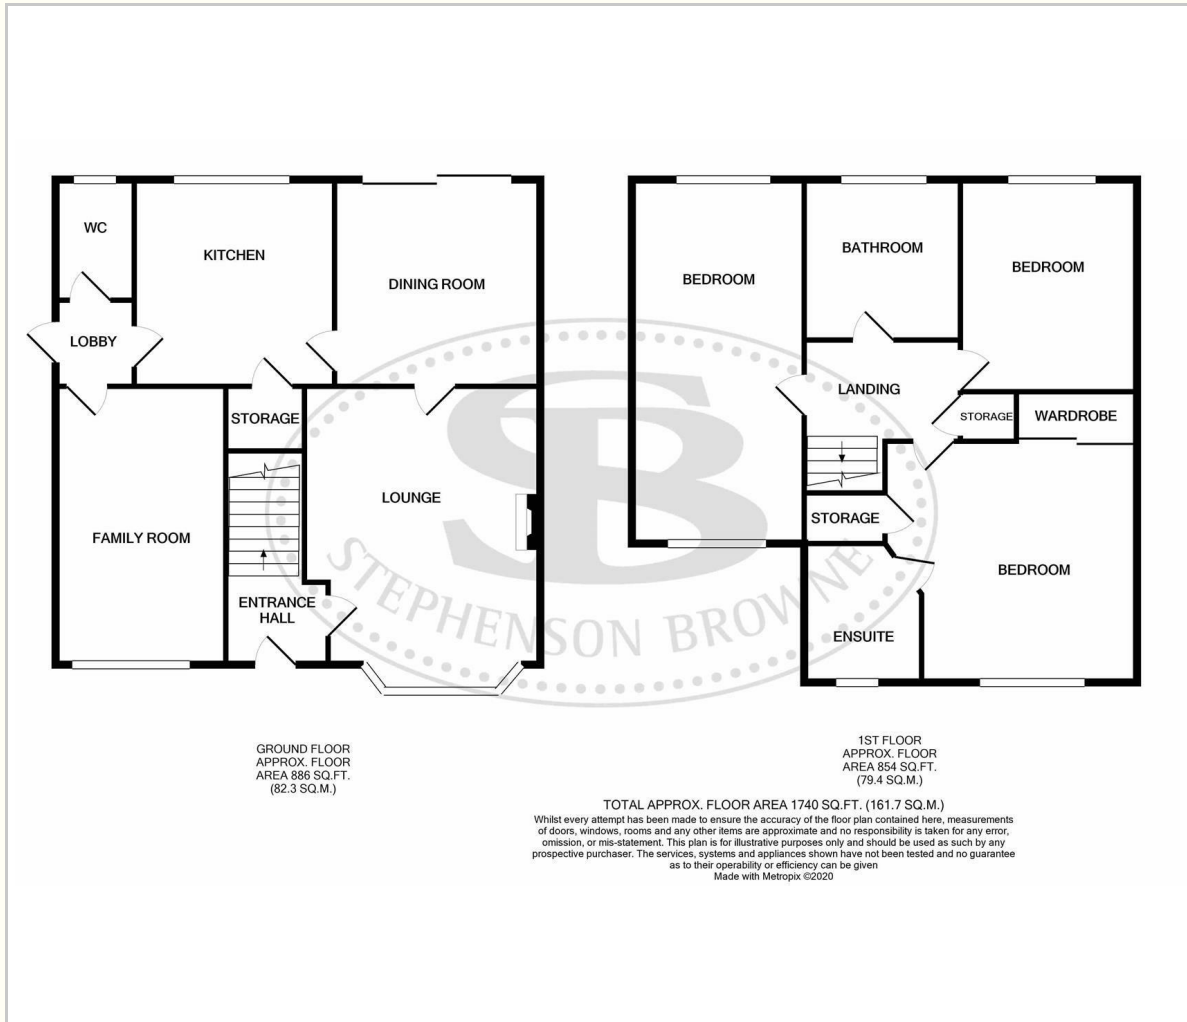 WC
KITCHEN
DINING ROOM
LOBBY
STORAGE
LOUNGE
FAMILY ROOM
ENTRANCE
HALL
GROUND FLOOR
APPROX. FLOOR
AREA 886 SQ.FT.
(82.3 SQ.M.)
BEDROOM
BATHROOM
BEDROOM
LANDING
STORAGE
WARDROBE
STORAGE
BEDROOM
ENSUITE
1ST FLOOR
APPROX. FLOOR
AREA 854 SQ.FT.
(79.4 SQ.M.)
SB
STEPHENSON BROWNE
TOTAL APPROX. FLOOR AREA 1740 SQ.FT. (161.7 SQ.M.)
Whilst every attempt has been made to ensure the accuracy of the floor plan contained here, measurements
of doors, windows, rooms and any other items are approximate and no responsibility is taken for any error,
omission, or mis-statement. This plan is for illustrative purposes only and should be used as such by any
prospective purchaser. The services, systems and appliances shown have not been tested and no guarantee
as to their operability or efficiency can be given
Made with Metropix ©2020